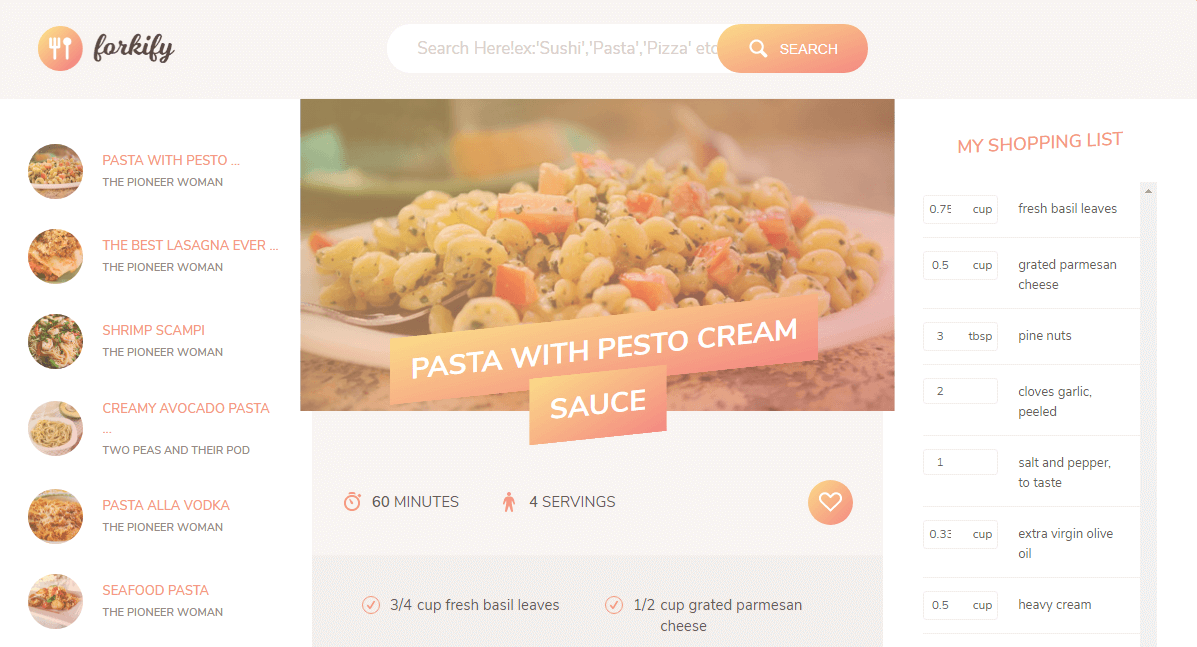 forkify
Search Here!ex:'Sushi','Pasta','Pizza' etc
SEARCH
PASTA WITH PESTO ...
THE PIONEER WOMAN
THE BEST LASAGNA EVER ...
THE PIONEER WOMAN
SHRIMP SCAMPI
THE PIONEER WOMAN
CREAMY AVOCADO PASTA
...
TWO PEAS AND THEIR POD
PASTA ALLA VODKA
THE PIONEER WOMAN
SEAFOOD PASTA
THE PIONEER WOMAN
PASTA WITH PESTO CREAM
SAUCE
60 MINUTES
4 SERVINGS
3/4 cup fresh basil leaves
1/2 cup grated parmesan
cheese
MY SHOPPING LIST
0.75 cup fresh basil leaves
0.5 cup grated parmesan
cheese
3 tbsp pine nuts
2 cloves garlic,
peeled
1 salt and pepper,
to taste
0.33 cup extra virgin olive
oil
0.5 cup heavy cream